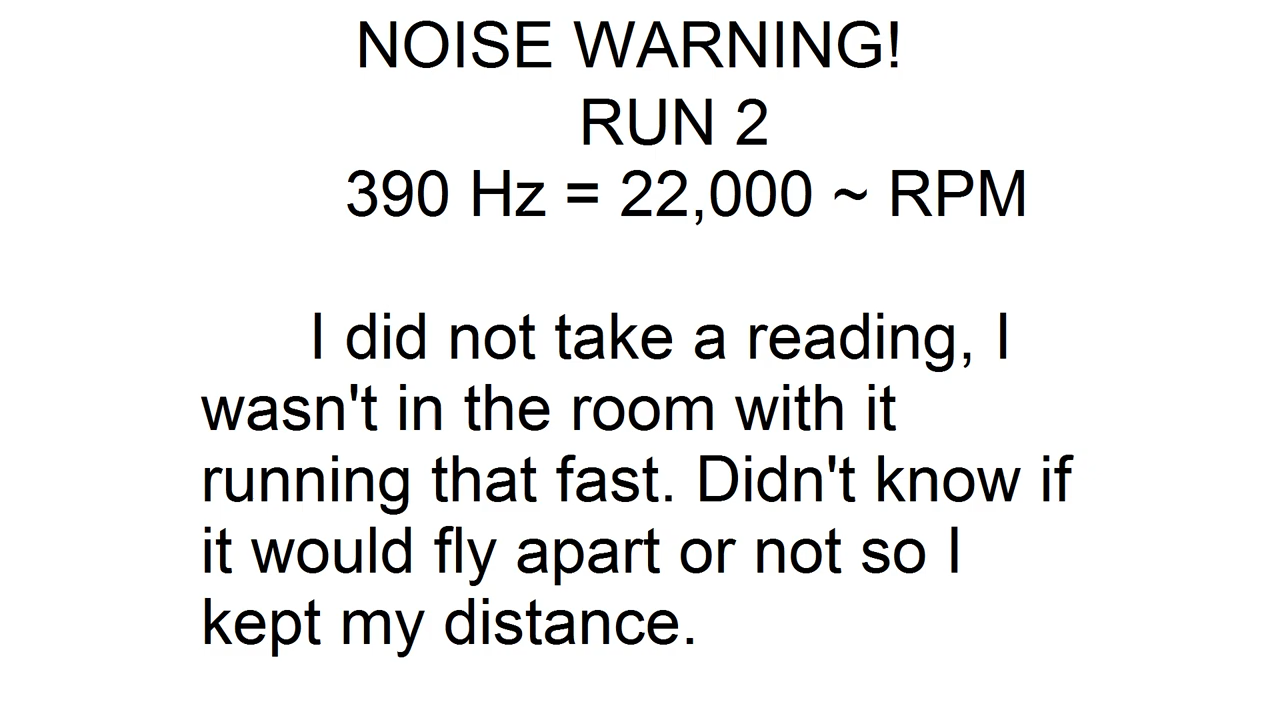 NOISE WARNING!
RUN 2
390 Hz = 22,000 ~ RPM
I did not take a reading, I
wasn't in the room with it
running that fast. Didn't know if
it would fly apart or not so I
kept my distance.